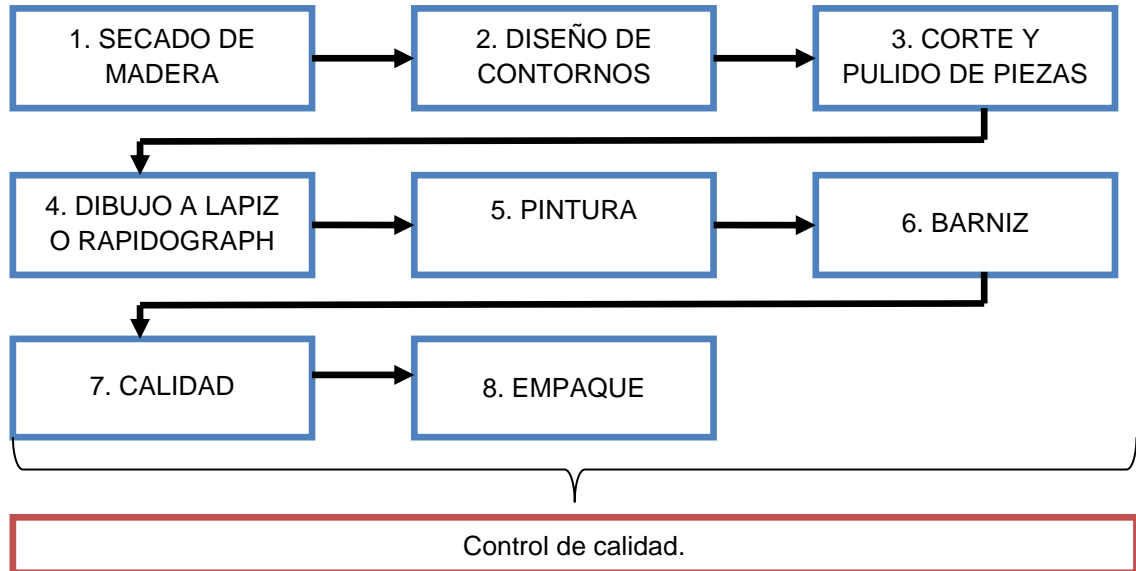 1. SECADO DE
MADERA
2. DISEÑO DE
CONTORNOS
3. CORTE Y
PULIDO DE PIEZAS
4. DIBUJO A LAPIZ
O RAPIDOGRAPH
5. PINTURA
6. BARNIZ
7. CALIDAD
8. EMPAQUE
Control de calidad.